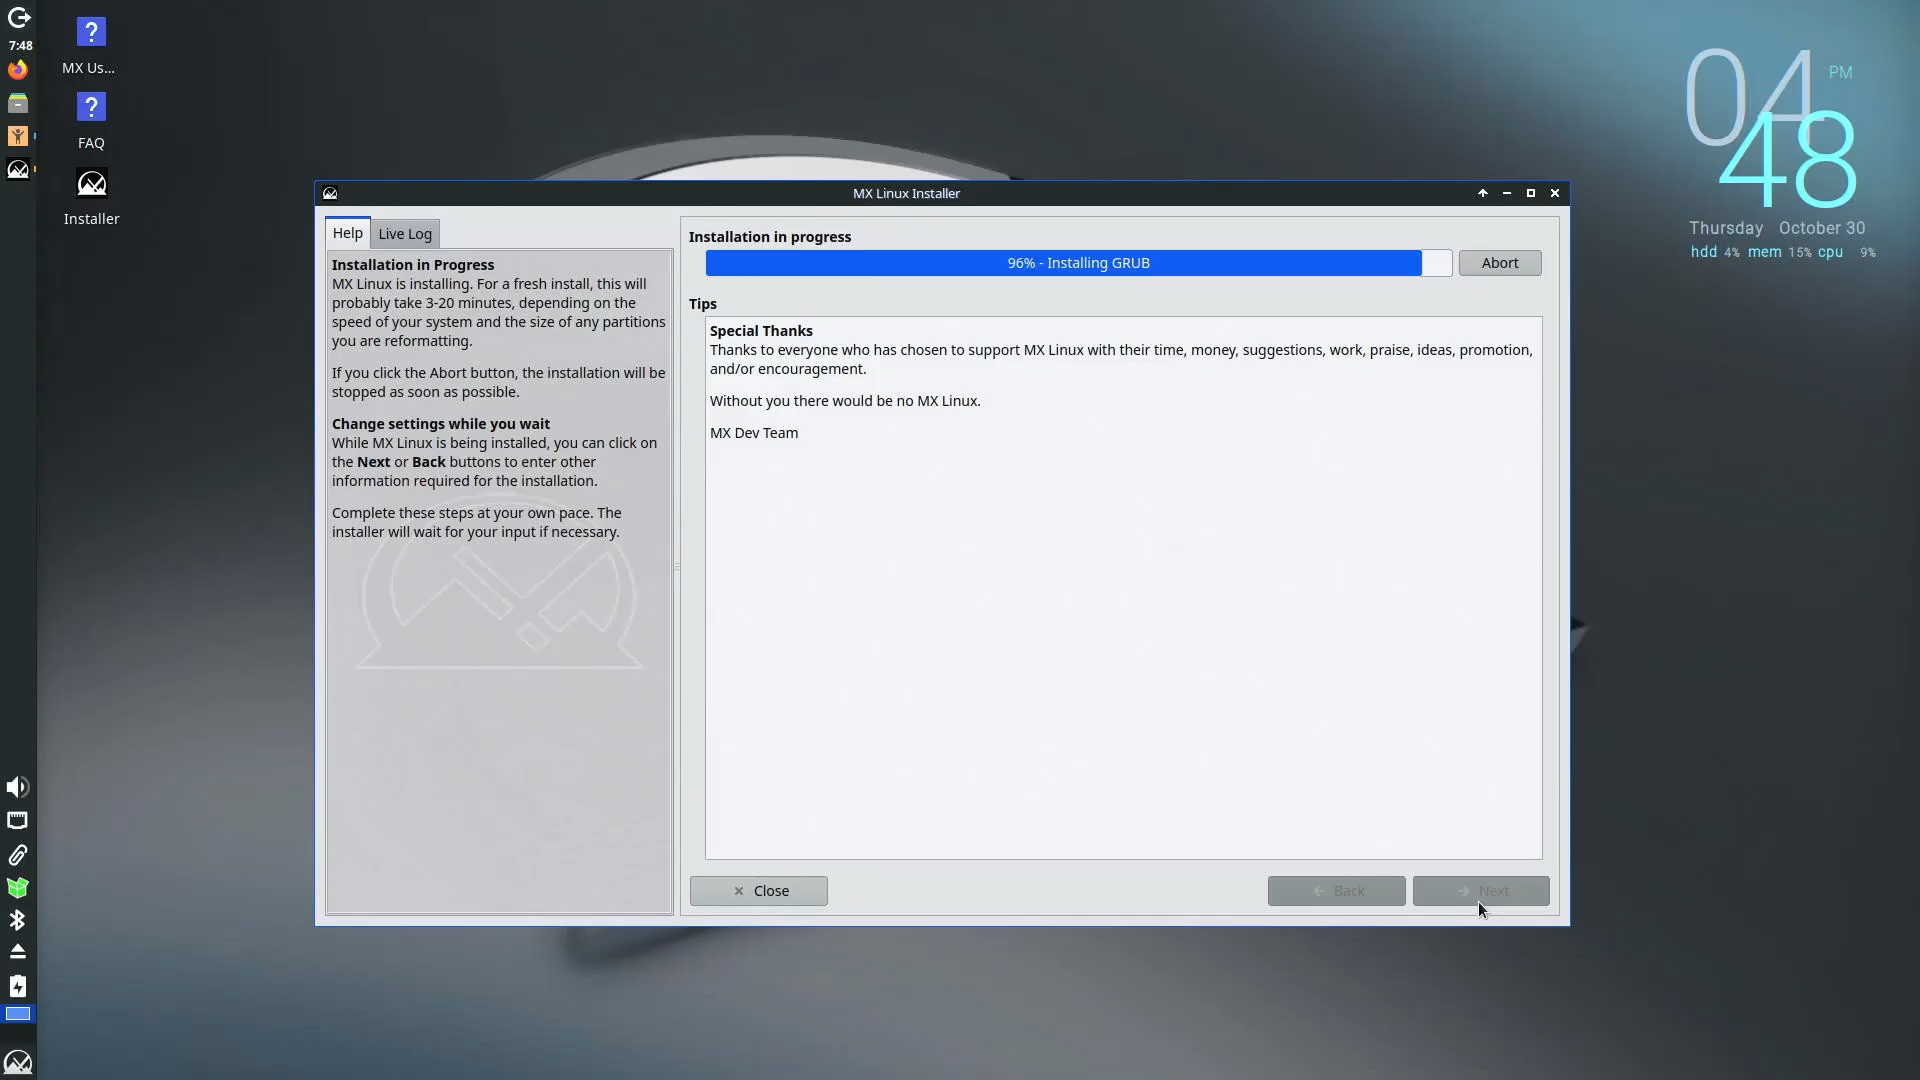 7:48
MX Us...
FAQ
Installer
04 PM
48
Thursday October 30
hdd 4% mem 15% cpu 9%
MX Linux Installer
Help
Live Log
Installation in Progress
MX Linux is installing. For a fresh install, this will
probably take 3-20 minutes, depending on the
speed of your system and the size of any partitions
you are reformatting.
If you click the Abort button, the installation will be
stopped as soon as possible.
Change settings while you wait
While MX Linux is being installed, you can click on
the Next or Back buttons to enter other
information required for the installation.
Complete these steps at your own pace. The
installer will wait for your input if necessary.
Installation in progress
96% - Installing GRUB
Abort
Tips
Special Thanks
Thanks to everyone who has chosen to support MX Linux with their time, money, suggestions, work, praise, ideas, promotion,
and/or encouragement.
Without you there would be no MX Linux.
MX Dev Team
Close
Back
Next